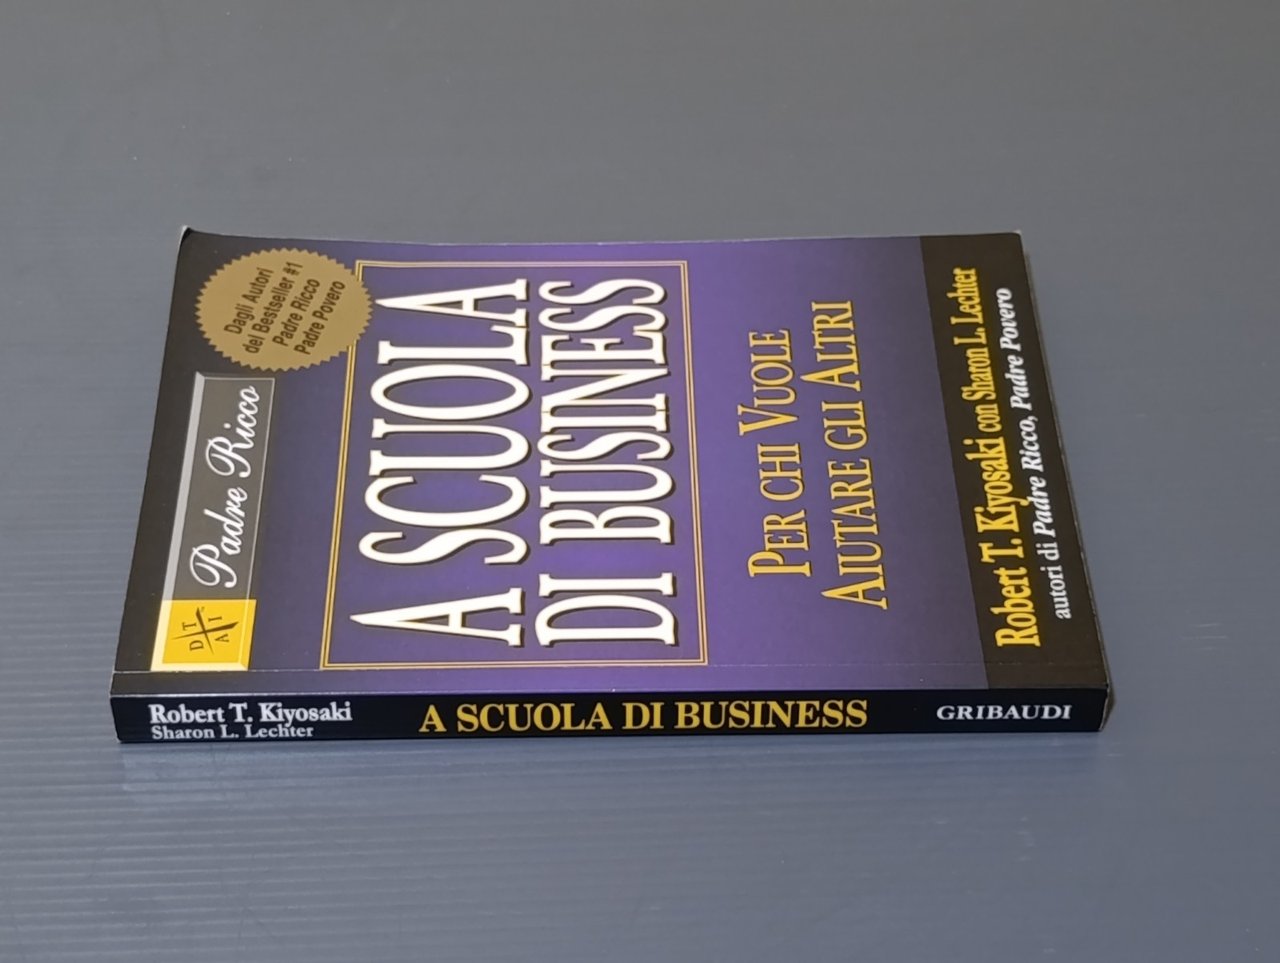 Dagli Autori
del Bestseller #1
Padre Ricco
Padre Povero
D T
A I
Padre Ricco
A SCUOLA
DI BUSINESS
PER CHI VUOLE
AIUTARE GLI ALTRI
Robert T. Kiyosaki con Sharon L. Lechter
autori di Padre Ricco, Padre Povero
Robert T. Kiyosaki
Sharon L. Lechter
A SCUOLA DI BUSINESS
GRIBAUDI